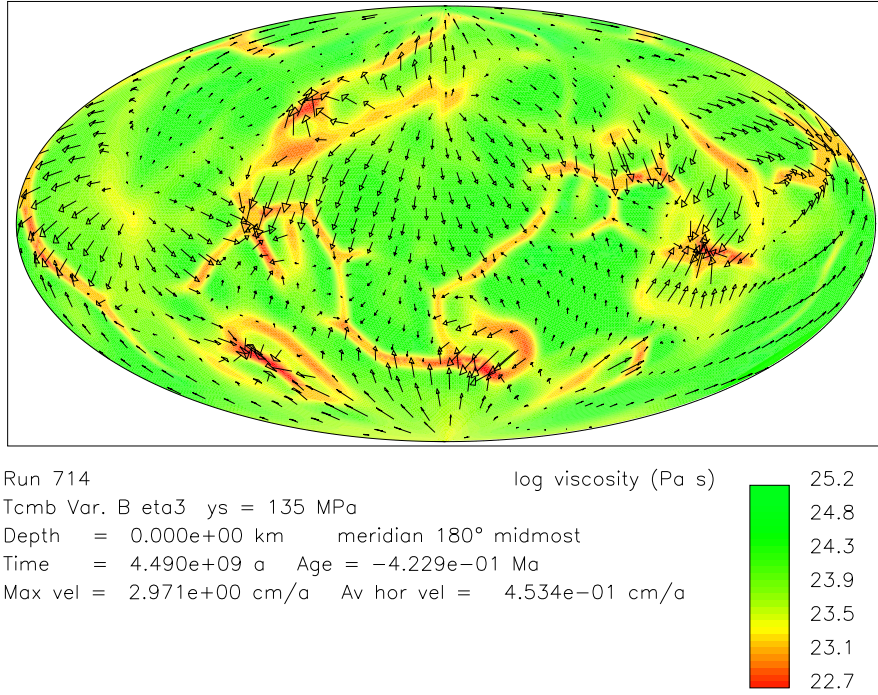 Run 714 log viscosity (Pa s) 25.2
Tcmb Var. B eta3 ys = 135 MPa 24.8
Depth = 0.000e+00 km meridian 180° midmost 24.3
Time = 4.490e+09 a Age = −4.229e−01 Ma 23.9
Max vel = 2.971e+00 cm/a Av hor vel = 4.534e−01 cm/a 23.5
23.1
22.7